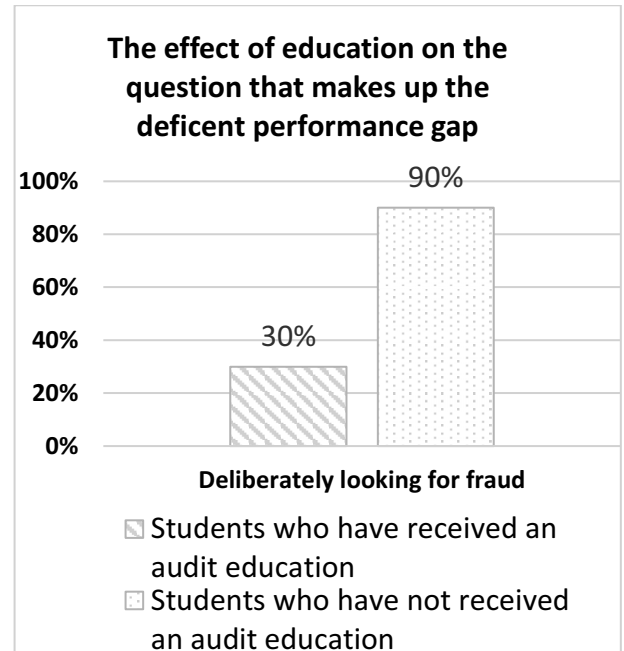 The effect of education on the
question that makes up the
deficent performance gap
100%
90%
80%
60%
40%
30%
20%
0%
Deliberately looking for fraud
Students who have received an
audit education
Students who have not received
an audit education